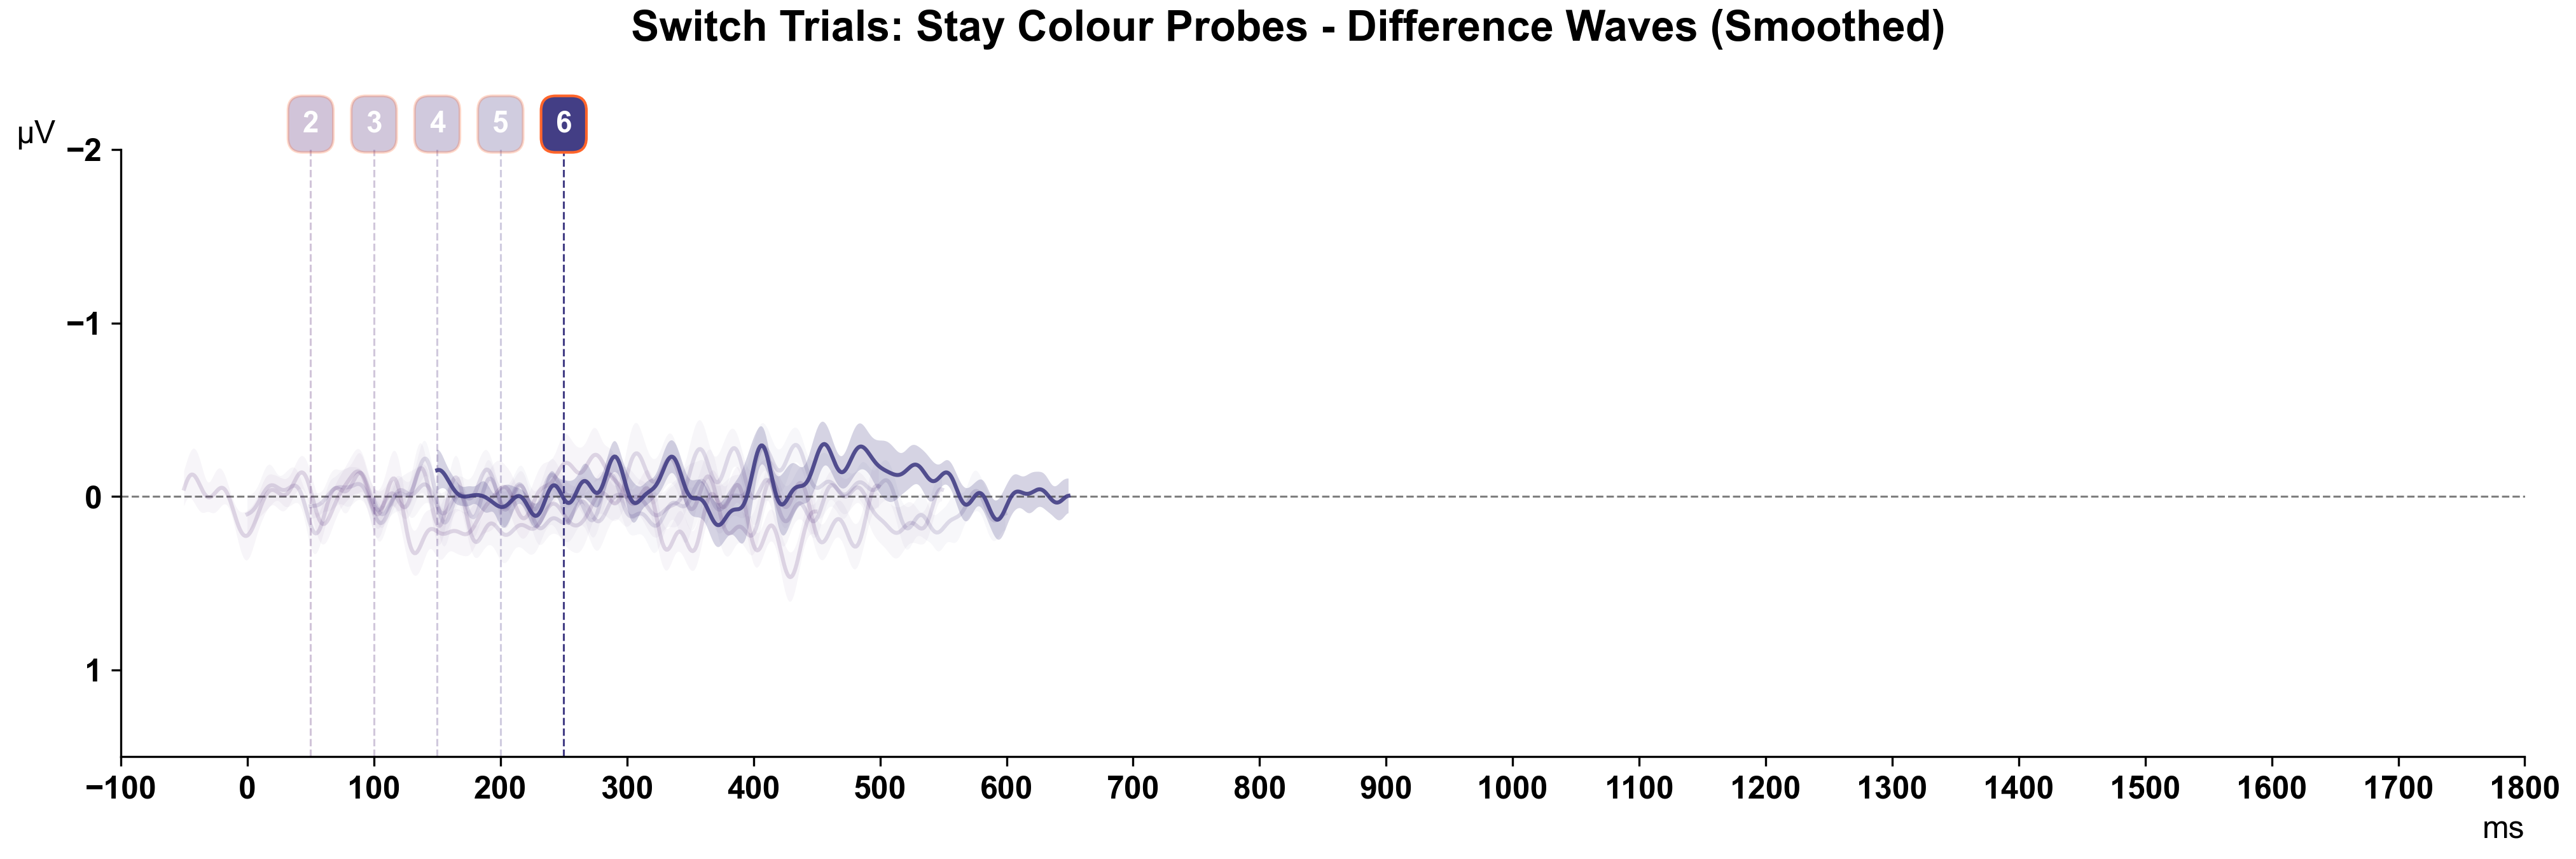 Switch Trials: Stay Colour Probes - Difference Waves (Smoothed)
2 3 4 5 6
µV
−2
−1
0
1
−100 0 100 200 300 400 500 600 700 800 900 1000 1100 1200 1300 1400 1500 1600 1700 1800
ms